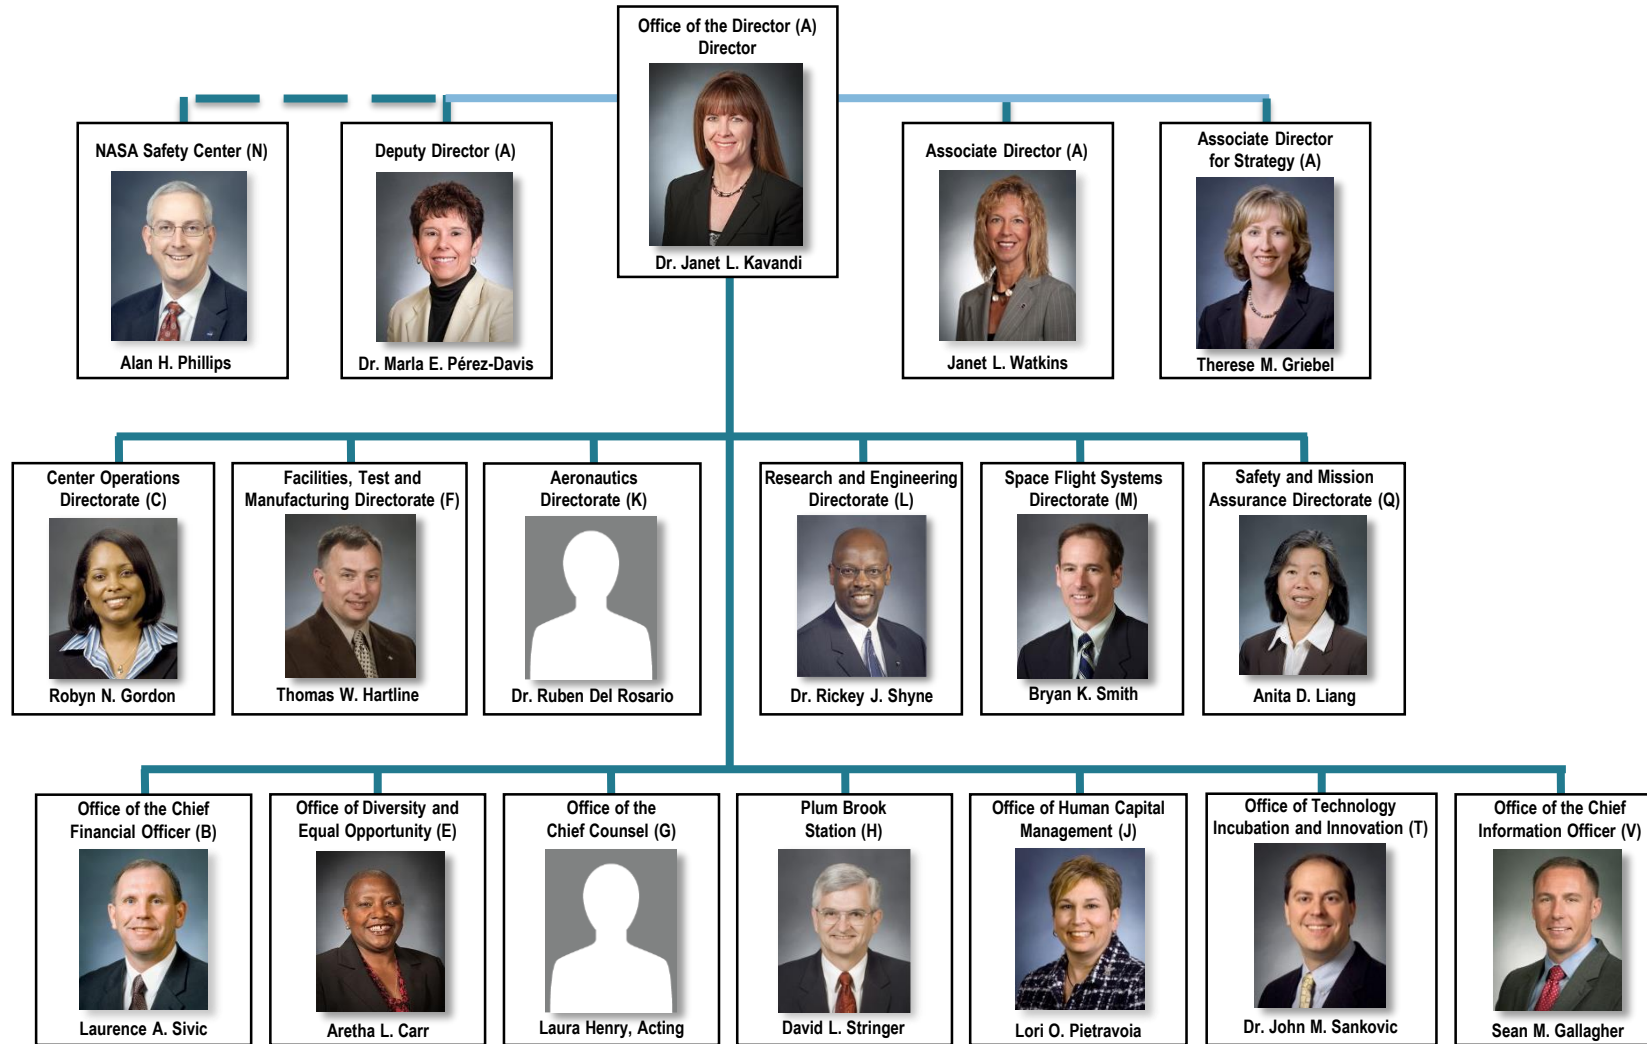 Office of the Director (A)
Director
Dr. Janet L. Kavandi
NASA Safety Center (N)
Alan H. Phillips
Deputy Director (A)
Dr. Marla E. Pérez-Davis
Associate Director (A)
Janet L. Watkins
Associate Director
for Strategy (A)
Therese M. Griebel
Center Operations
Directorate (C)
Robyn N. Gordon
Facilities, Test and
Manufacturing Directorate (F)
Thomas W. Hartline
Aeronautics
Directorate (K)
Dr. Ruben Del Rosario
Research and Engineering
Directorate (L)
Dr. Rickey J. Shyne
Space Flight Systems
Directorate (M)
Bryan K. Smith
Safety and Mission
Assurance Directorate (Q)
Anita D. Liang
Office of the Chief
Financial Officer (B)
Laurence A. Sivic
Office of Diversity and
Equal Opportunity (E)
Aretha L. Carr
Office of the
Chief Counsel (G)
Laura Henry, Acting
Plum Brook
Station (H)
David L. Stringer
Office of Human Capital
Management (J)
Lori O. Pietravoia
Office of Technology
Incubation and Innovation (T)
Dr. John M. Sankovic
Office of the Chief
Information Officer (V)
Sean M. Gallagher